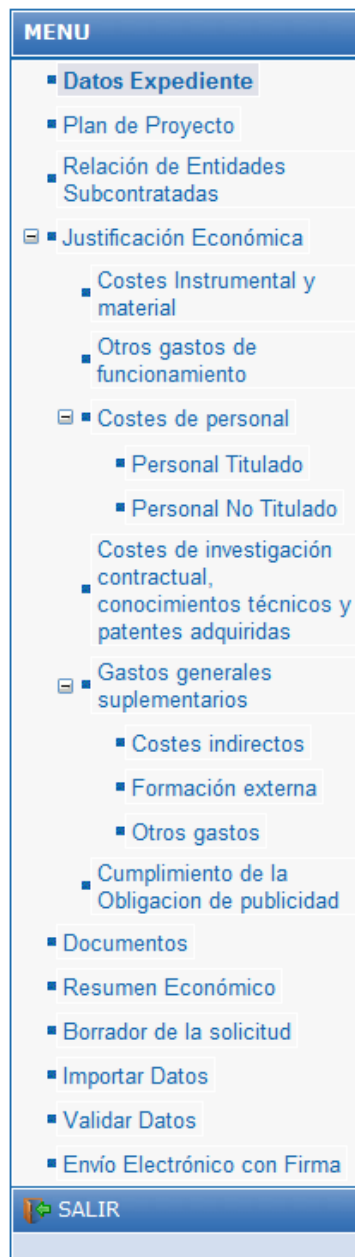 MENU
Datos Expediente
Plan de Proyecto
Relación de Entidades
Subcontratadas
Justificación Económica
Costes Instrumental y
material
Otros gastos de
funcionamiento
Costes de personal
Personal Titulado
Personal No Titulado
Costes de investigación
contractual,
conocimientos técnicos y
patentes adquiridas
Gastos generales
suplementarios
Costes indirectos
Formación externa
Otros gastos
Cumplimiento de la
Obligacion de publicidad
Documentos
Resumen Económico
Borrador de la solicitud
Importar Datos
Validar Datos
Envío Electrónico con Firma
SALIR